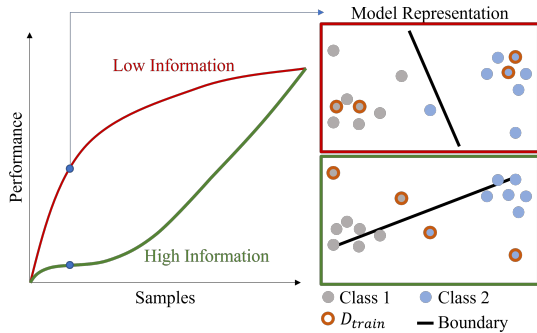 Model Representation
Low Information
Performance
High Information
Samples
Class 1
Class 2
D_train
Boundary